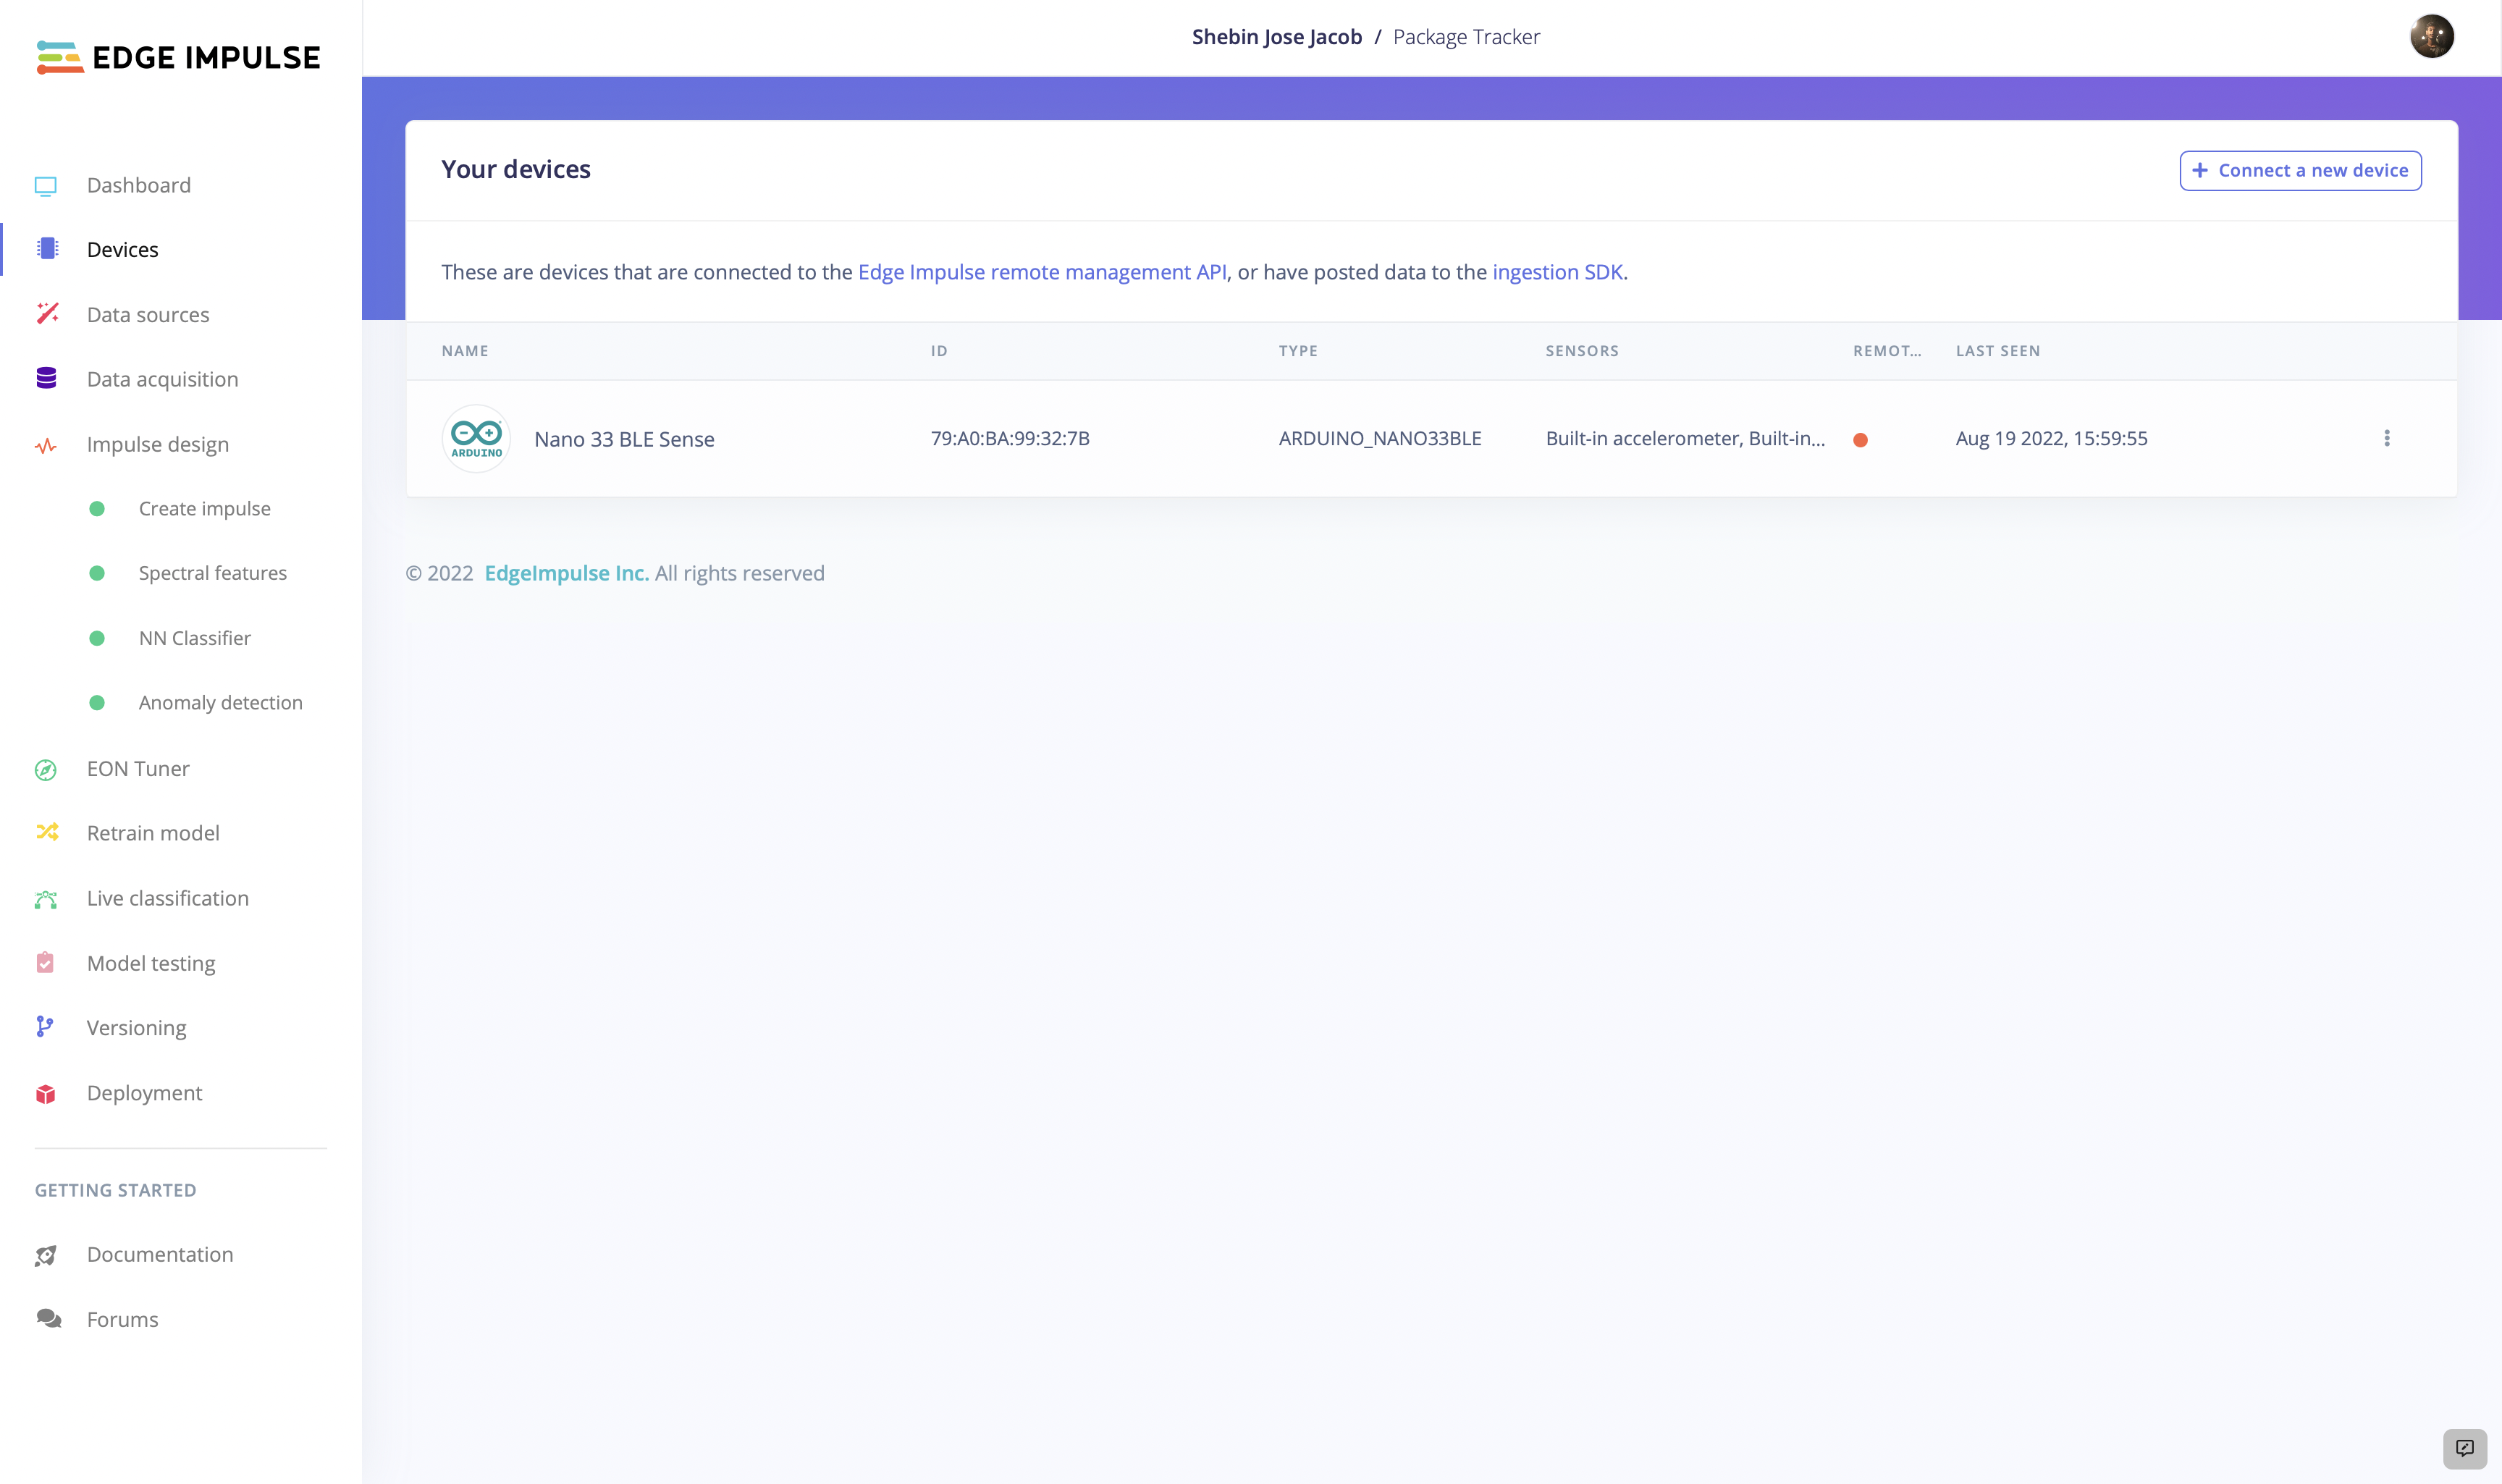 EDGE IMPULSE
Shebin Jose Jacob / Package Tracker
Dashboard
Devices
Data sources
Data acquisition
Impulse design
Create impulse
Spectral features
NN Classifier
Anomaly detection
EON Tuner
Retrain model
Live classification
Model testing
Versioning
Deployment
GETTING STARTED
Documentation
Forums
Your devices
+ Connect a new device
These are devices that are connected to the Edge Impulse remote management API, or have posted data to the ingestion SDK.
NAME ID TYPE SENSORS REMOT... LAST SEEN
ARDUINO Nano 33 BLE Sense 79:A0:BA:99:32:7B ARDUINO_NANO33BLE Built-in accelerometer, Built-in... Aug 19 2022, 15:59:55
© 2022 EdgeImpulse Inc. All rights reserved